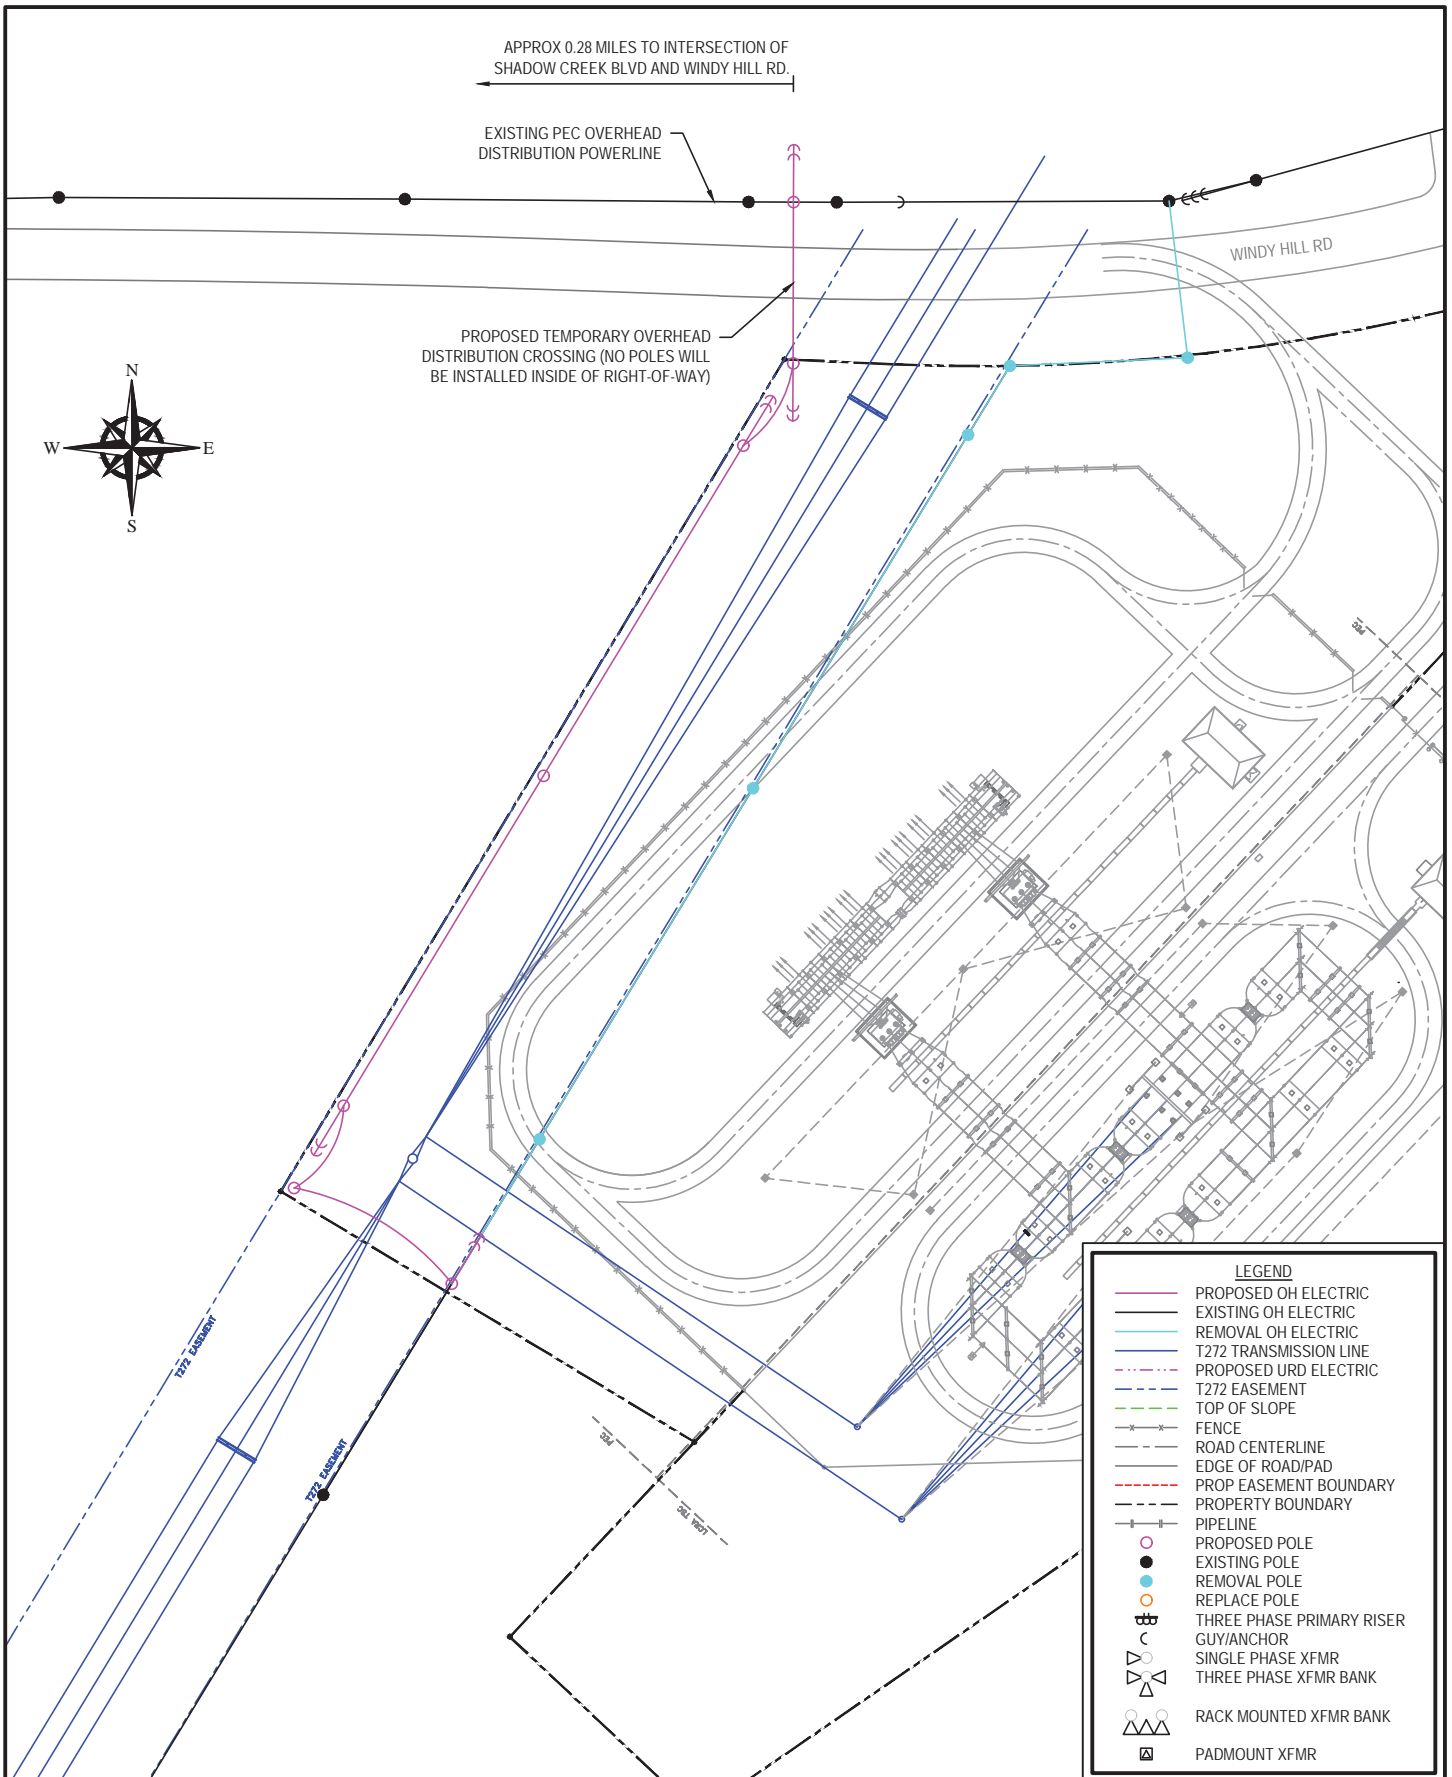 APPROX 0.28 MILES TO INTERSECTION OF
SHADOW CREEK BLVD AND WINDY HILL RD.
EXISTING PEC OVERHEAD
DISTRIBUTION POWERLINE
WINDY HILL RD
PROPOSED TEMPORARY OVERHEAD
DISTRIBUTION CROSSING (NO POLES WILL
BE INSTALLED INSIDE OF RIGHT-OF-WAY)
N
W
E
S
PEC
T272 EASEMENT
T272 EASEMENT
PEC
LCRA TSC
LEGEND
PROPOSED OH ELECTRIC
EXISTING OH ELECTRIC
REMOVAL OH ELECTRIC
T272 TRANSMISSION LINE
PROPOSED URD ELECTRIC
T272 EASEMENT
TOP OF SLOPE
FENCE
ROAD CENTERLINE
EDGE OF ROAD/PAD
PROP EASEMENT BOUNDARY
PROPERTY BOUNDARY
PIPELINE
PROPOSED POLE
EXISTING POLE
REMOVAL POLE
REPLACE POLE
THREE PHASE PRIMARY RISER
GUY/ANCHOR
SINGLE PHASE XFMR
THREE PHASE XFMR BANK
RACK MOUNTED XFMR BANK
PADMOUNT XFMR